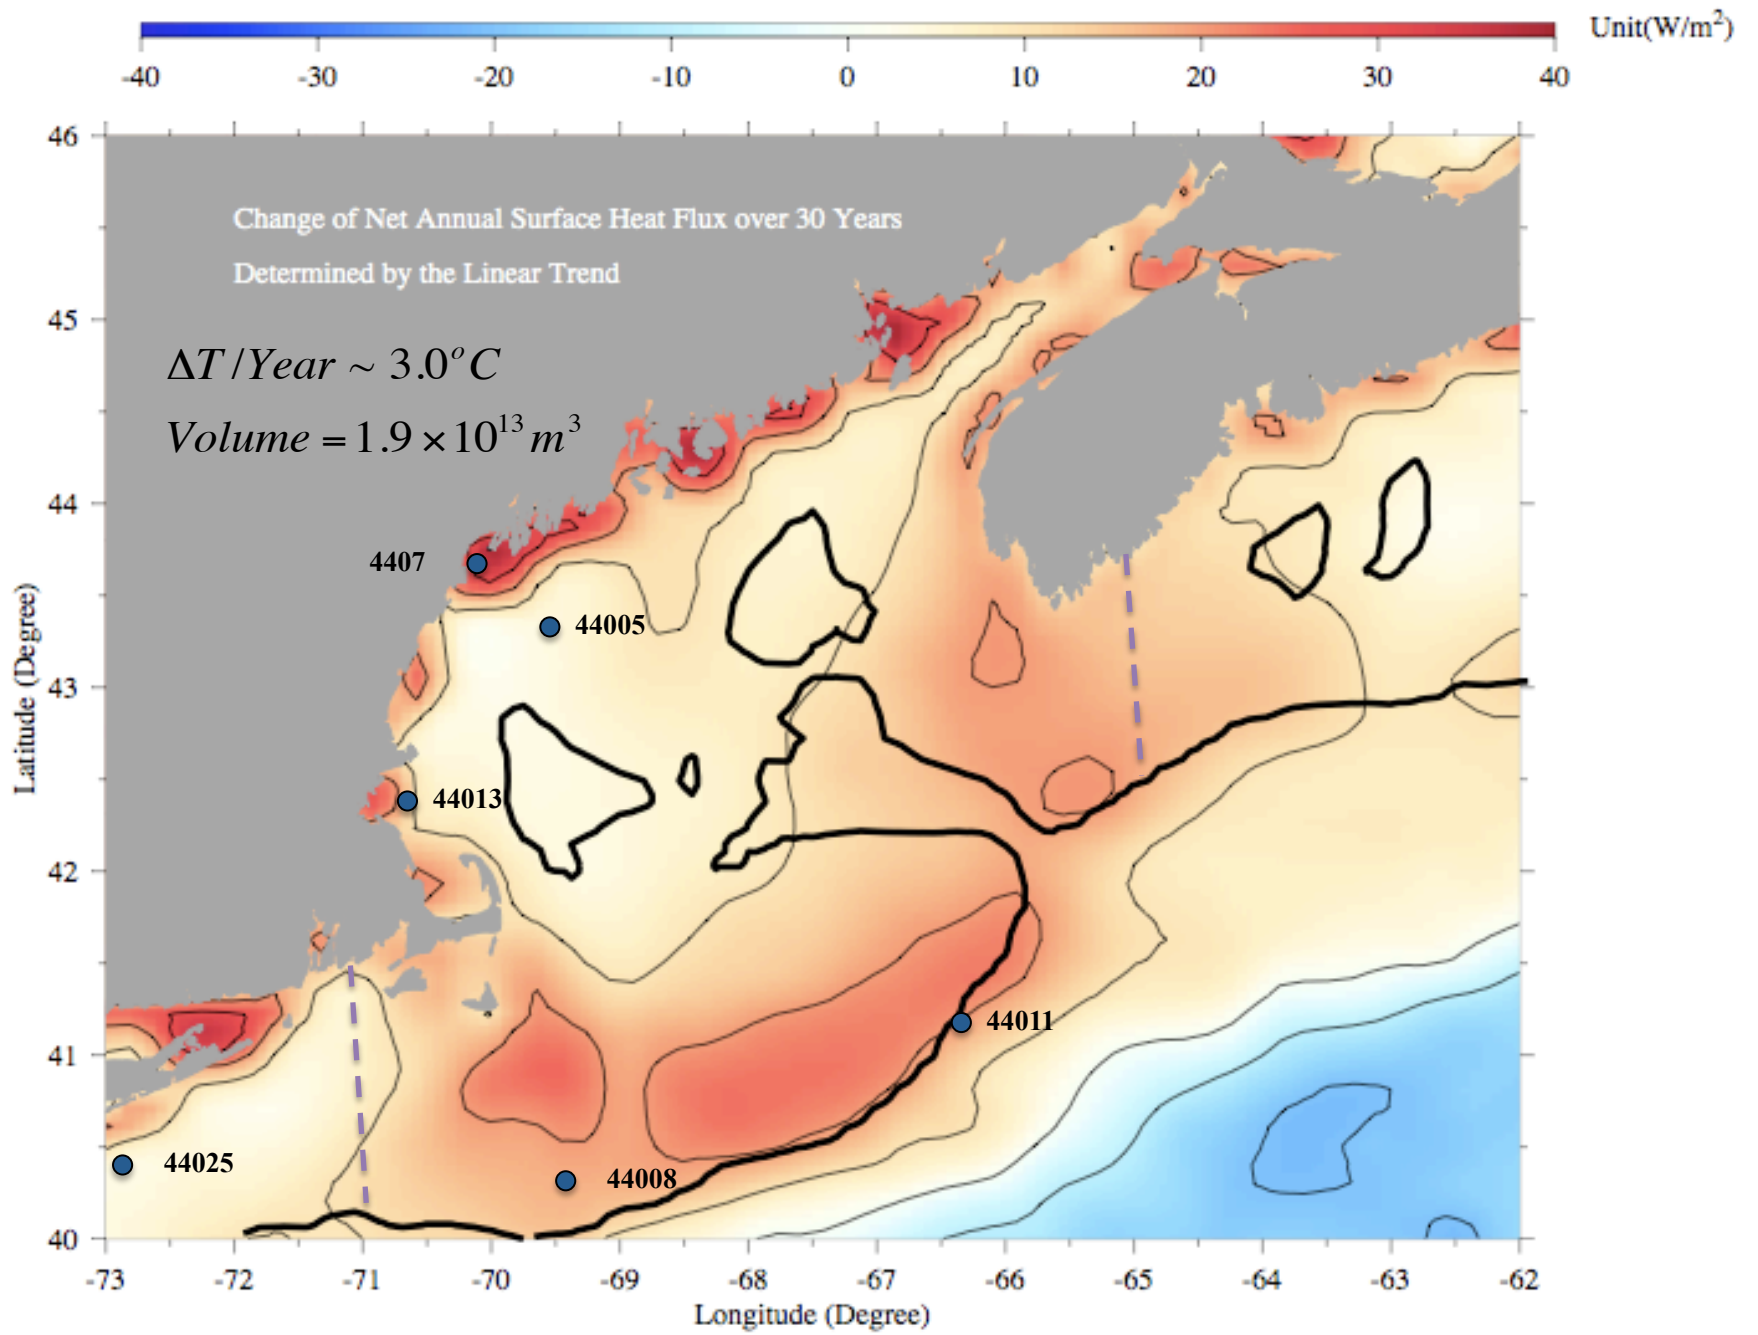 Unit(W/m²)
-40 -30 -20 -10 0 10 20 30 40
46
Change of Net Annual Surface Heat Flux over 30 Years
Determined by the Linear Trend
45
ΔT /Year ~ 3.0°C
Volume = 1.9 × 10¹³ m³
44
4407
44005
43
44013
42
44011
41
44025
44008
40
Latitude (Degree)
-73 -72 -71 -70 -69 -68 -67 -66 -65 -64 -63 -62
Longitude (Degree)